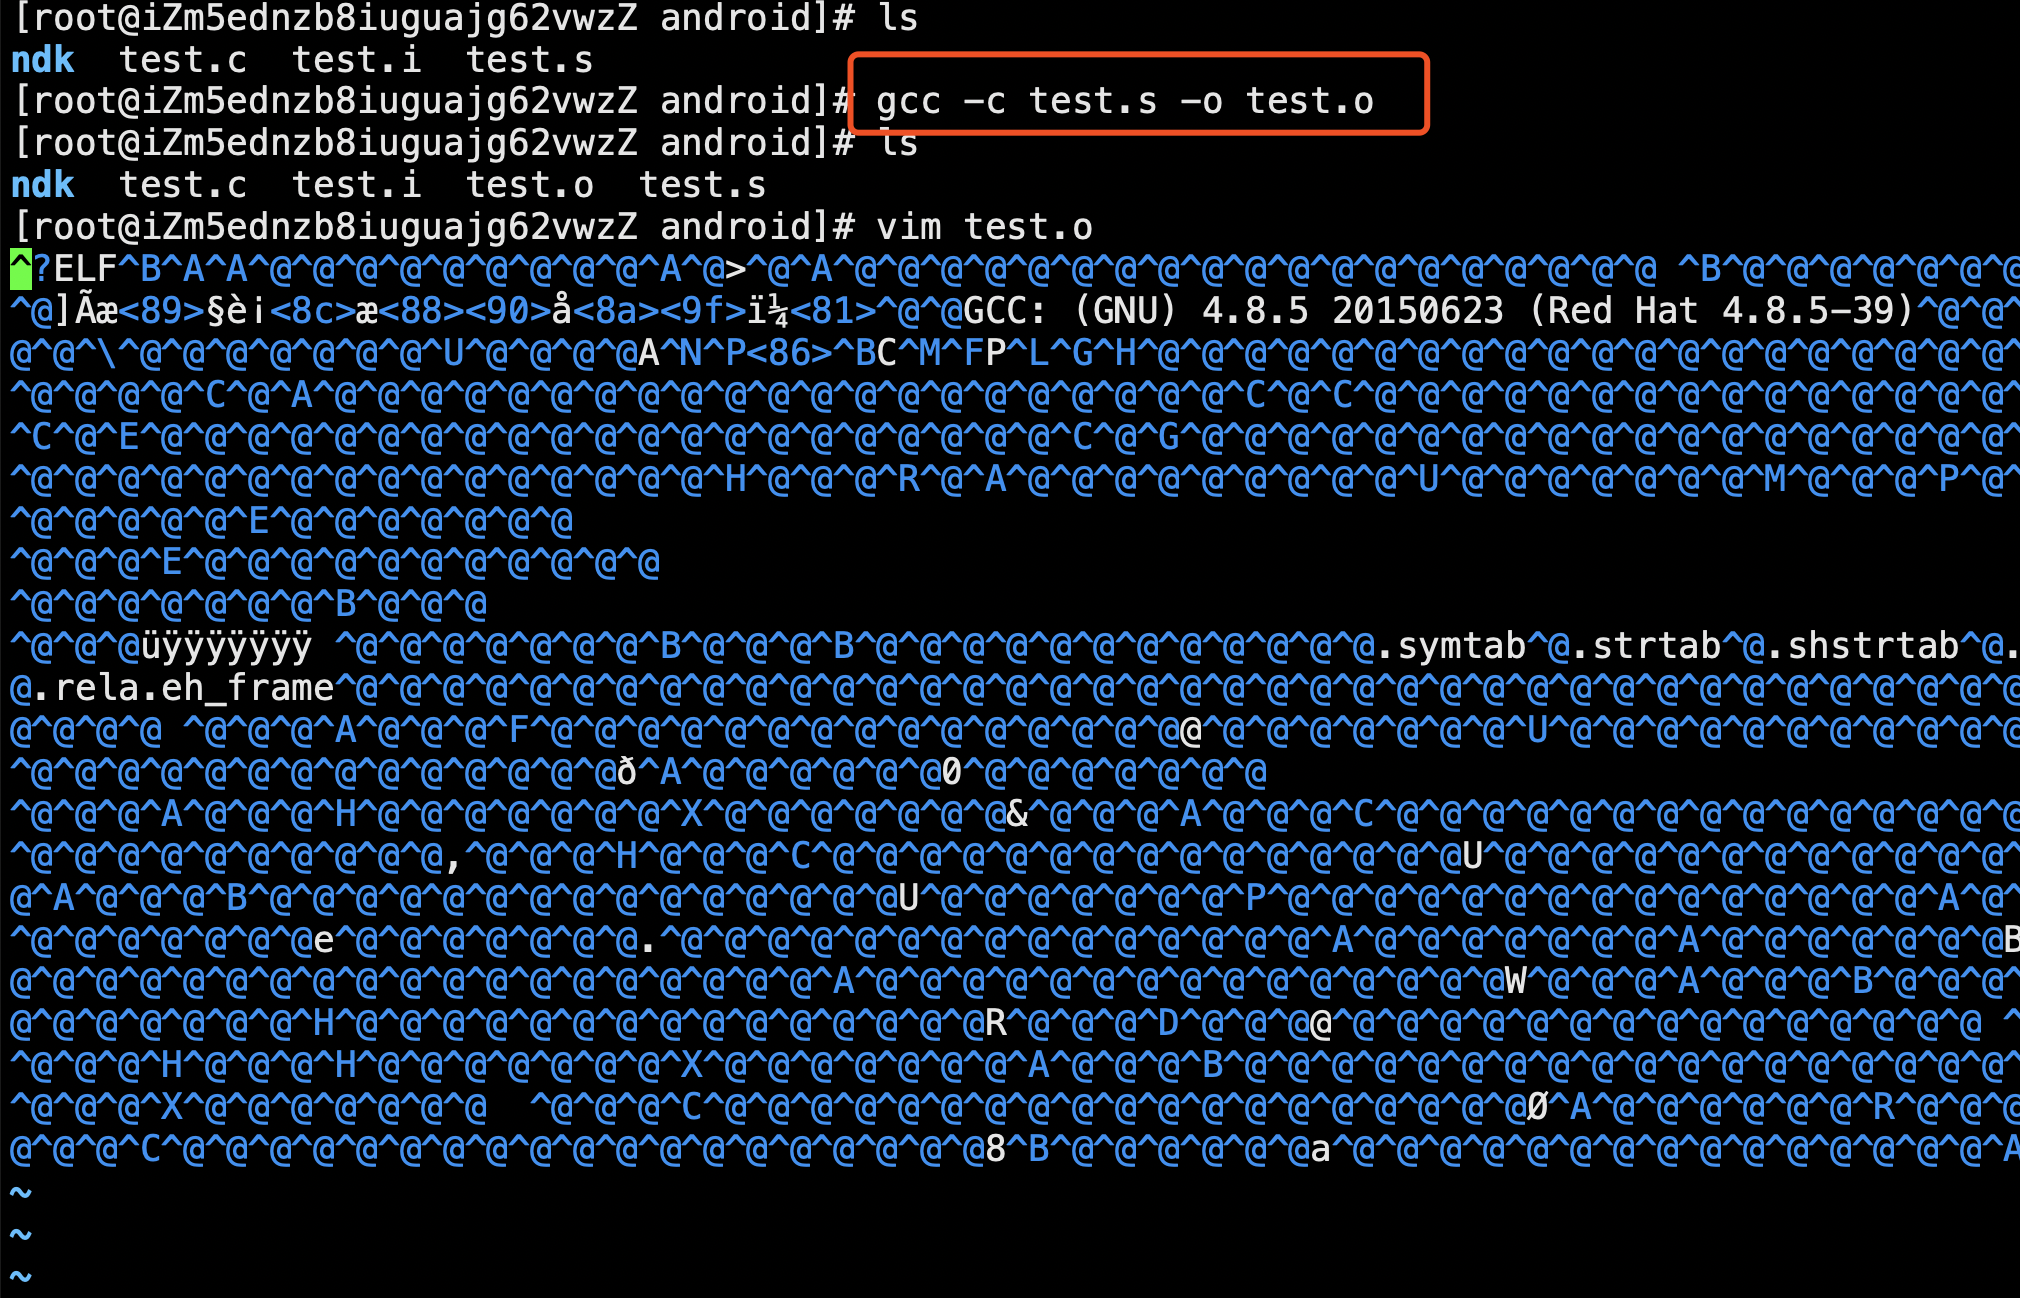 [root@iZm5ednzb8iuguajg62vwzZ android]# ls
ndk  test.c  test.i  test.s
[root@iZm5ednzb8iuguajg62vwzZ android]# gcc -c test.s -o test.o
[root@iZm5ednzb8iuguajg62vwzZ android]# ls
ndk  test.c  test.i  test.o  test.s
[root@iZm5ednzb8iuguajg62vwzZ android]# vim test.o
^?ELF^B^A^A^@^@^@^@^@^@^@^@^@^A^@>^@^A^@^@^@^@^@^@^@^@^@^@^@^@^@^@^@^@^@^@^@ ^B^@^@^@^@^@^@^@
^@]Ãæ<89>§è¡<8c>æ<88><90>å<8a><9f>ï¼<81>^@^@GCC: (GNU) 4.8.5 20150623 (Red Hat 4.8.5-39)^@^@^
@^@^\^@^@^@^@^@^@^@^U^@^@^@^@A^N^P<86>^BC^M^FP^L^G^H^@^@^@^@^@^@^@^@^@^@^@^@^@^@^@^@^@^@^@^@^
^@^@^@^@^C^@^A^@^@^@^@^@^@^@^@^@^@^@^@^@^@^@^@^@^@^@^@^@^C^@^C^@^@^@^@^@^@^@^@^@^@^@^@^@^@^@^
^C^@^E^@^@^@^@^@^@^@^@^@^@^@^@^@^@^@^@^@^@^@^@^@^C^@^G^@^@^@^@^@^@^@^@^@^@^@^@^@^@^@^@^@^@^@^
^@^@^@^@^@^@^@^@^@^@^@^@^@^@^@^@^H^@^@^@^R^@^A^@^@^@^@^@^@^@^@^@^U^@^@^@^@^@^@^@^M^@^@^@^P^@^
^@^@^@^@^@^E^@^@^@^@^@^@^@
^@^@^@^E^@^@^@^@^@^@^@^@^@^@^@
^@^@^@^@^@^@^@^B^@^@^@
^@^@^@üÿÿÿÿÿÿÿ ^@^@^@^@^@^@^@^B^@^@^@^B^@^@^@^@^@^@^@^@^@^@^@^@.symtab^@.strtab^@.shstrtab^@.
@.rela.eh_frame^@^@^@^@^@^@^@^@^@^@^@^@^@^@^@^@^@^@^@^@^@^@^@^@^@^@^@^@^@^@^@^@^@^@^@^@^@^@^@
@^@^@^@ ^@^@^@^A^@^@^@^F^@^@^@^@^@^@^@^@^@^@^@^@^@^@^@@^@^@^@^@^@^@^@^U^@^@^@^@^@^@^@^@^@^@^@
^@^@^@^@^@^@^@^@^@^@^@^@^@^@ð^A^@^@^@^@^@^@0^@^@^@^@^@^@^@
^@^@^@^A^@^@^@^H^@^@^@^@^@^@^@^X^@^@^@^@^@^@^@&^@^@^@^A^@^@^@^C^@^@^@^@^@^@^@^@^@^@^@^@^@^@^@
^@^@^@^@^@^@^@^@^@^@,^@^@^@^H^@^@^@^C^@^@^@^@^@^@^@^@^@^@^@^@^@^@^@U^@^@^@^@^@^@^@^@^@^@^@^@^
@^A^@^@^@^B^@^@^@^@^@^@^@^@^@^@^@^@^@^@^@U^@^@^@^@^@^@^@^P^@^@^@^@^@^@^@^@^@^@^@^@^@^@^@^A^@^
^@^@^@^@^@^@^@e^@^@^@^@^@^@^@.^@^@^@^@^@^@^@^@^@^@^@^@^@^@^@^A^@^@^@^@^@^@^@^A^@^@^@^@^@^@^@B
@^@^@^@^@^@^@^@^@^@^@^@^@^@^@^@^@^@^@^A^@^@^@^@^@^@^@^@^@^@^@^@^@^@^@W^@^@^@^A^@^@^@^B^@^@^@^
@^@^@^@^@^@^@^H^@^@^@^@^@^@^@^@^@^@^@^@^@^@^@R^@^@^@^D^@^@^@@^@^@^@^@^@^@^@^@^@^@^@^@^@^@^@ ^
^@^@^@^H^@^@^@^H^@^@^@^@^@^@^@^X^@^@^@^@^@^@^@^A^@^@^@^B^@^@^@^@^@^@^@^@^@^@^@^@^@^@^@^@^@^@^
^@^@^@^X^@^@^@^@^@^@^@  ^@^@^@^C^@^@^@^@^@^@^@^@^@^@^@^@^@^@^@^@^@^@^@Ø^A^@^@^@^@^@^@^R^@^@^@
@^@^@^C^@^@^@^@^@^@^@^@^@^@^@^@^@^@^@^@^@^@^@8^B^@^@^@^@^@^@a^@^@^@^@^@^@^@^@^@^@^@^@^@^@^@^A
~
~
~